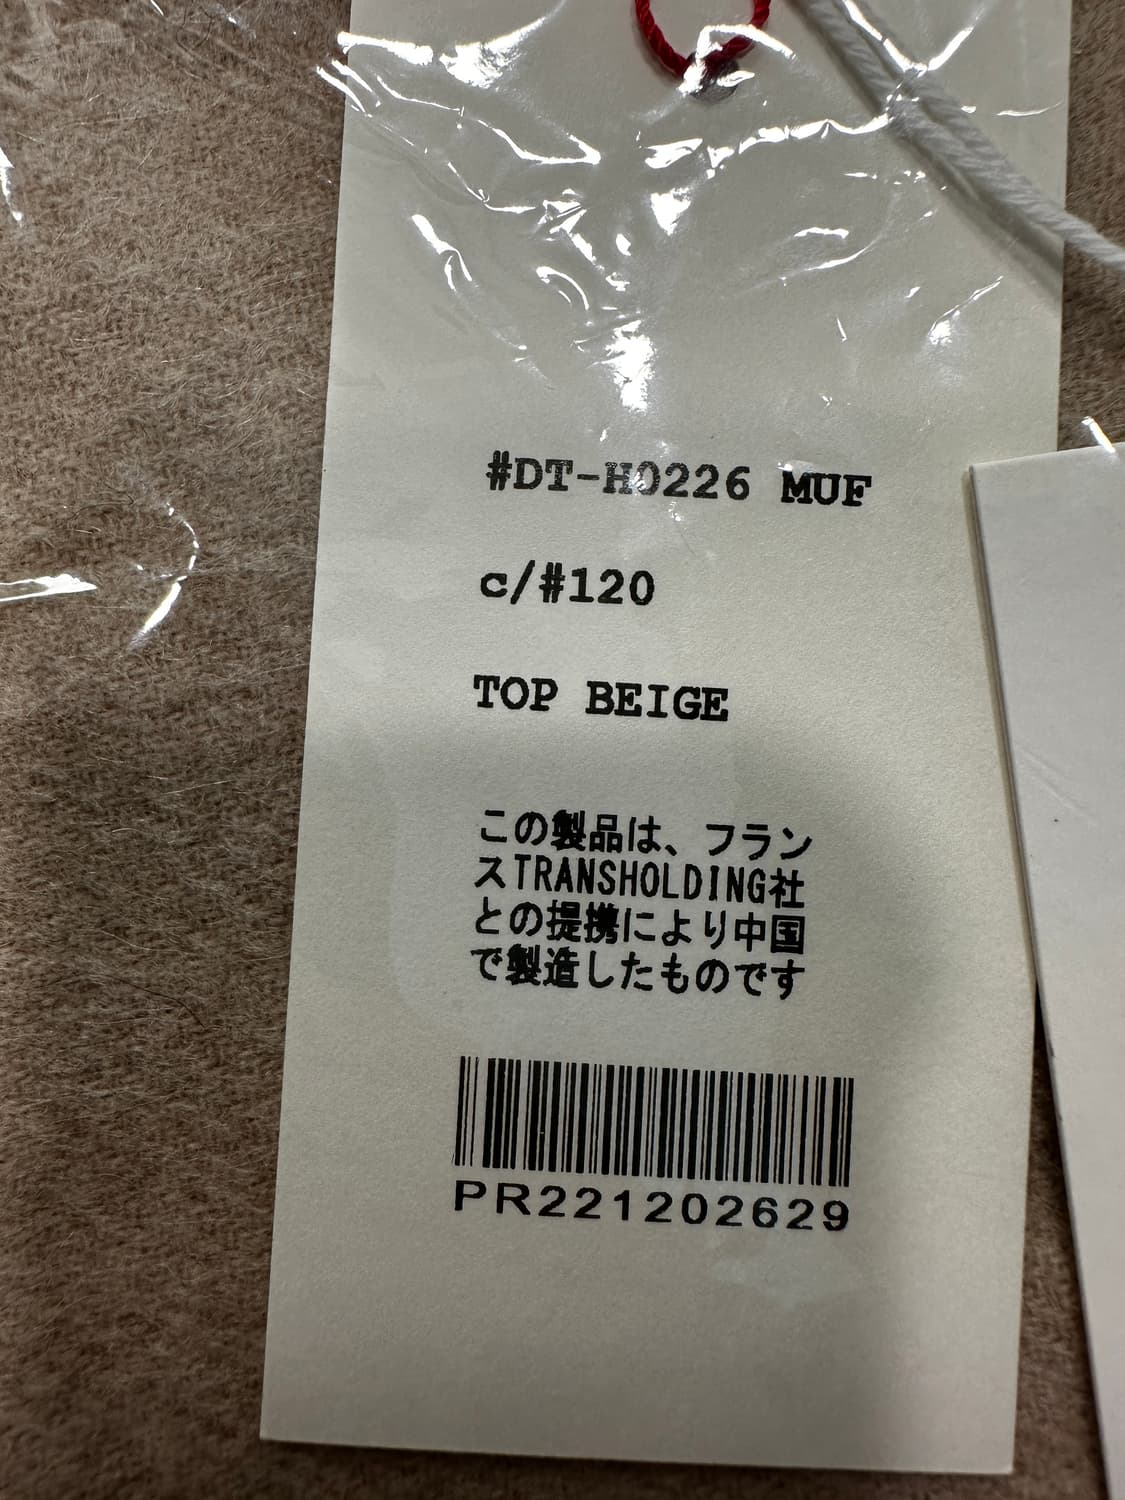 #DT-H0226 MUF
c/#120
TOP BEIGE
この製品は、フラン
スTRANSHOLDING社
との提携により中国
で製造したものです
PR221202629